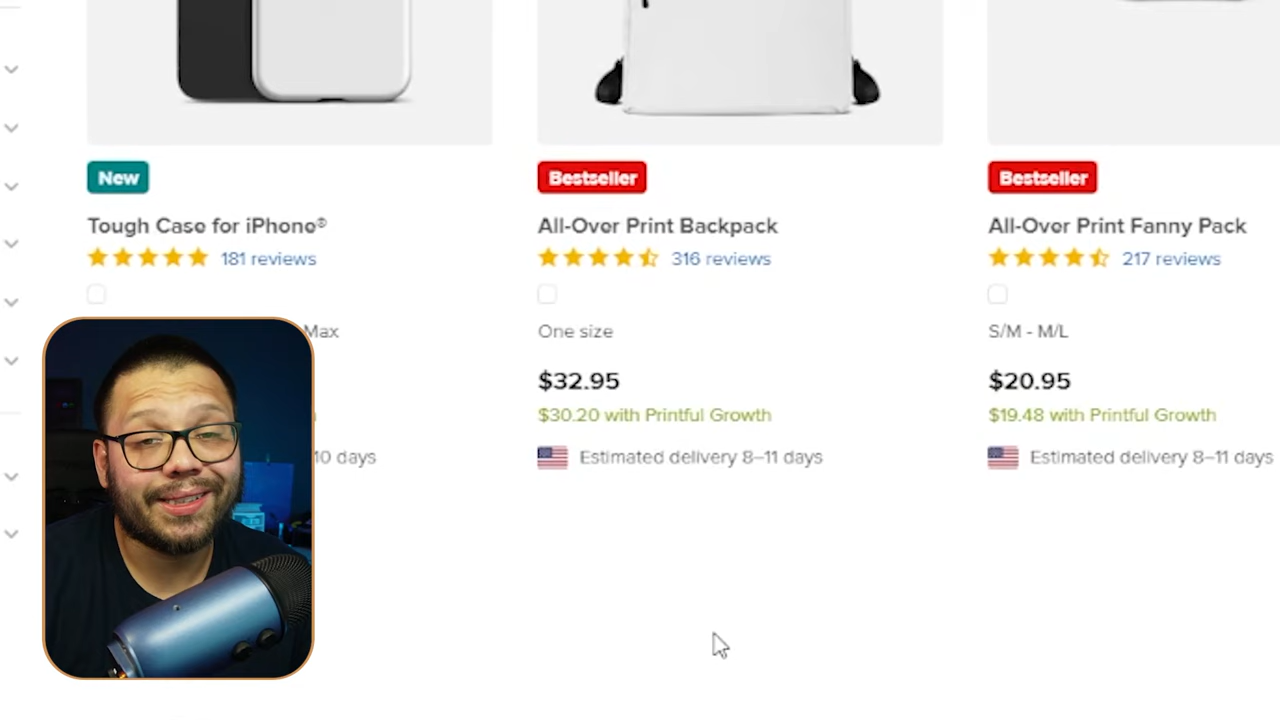 New
Tough Case for iPhone®
181 reviews
Max
10 days
Bestseller
All-Over Print Backpack
316 reviews
One size
$32.95
$30.20 with Printful Growth
Estimated delivery 8–11 days
Bestseller
All-Over Print Fanny Pack
217 reviews
S/M - M/L
$20.95
$19.48 with Printful Growth
Estimated delivery 8–11 days